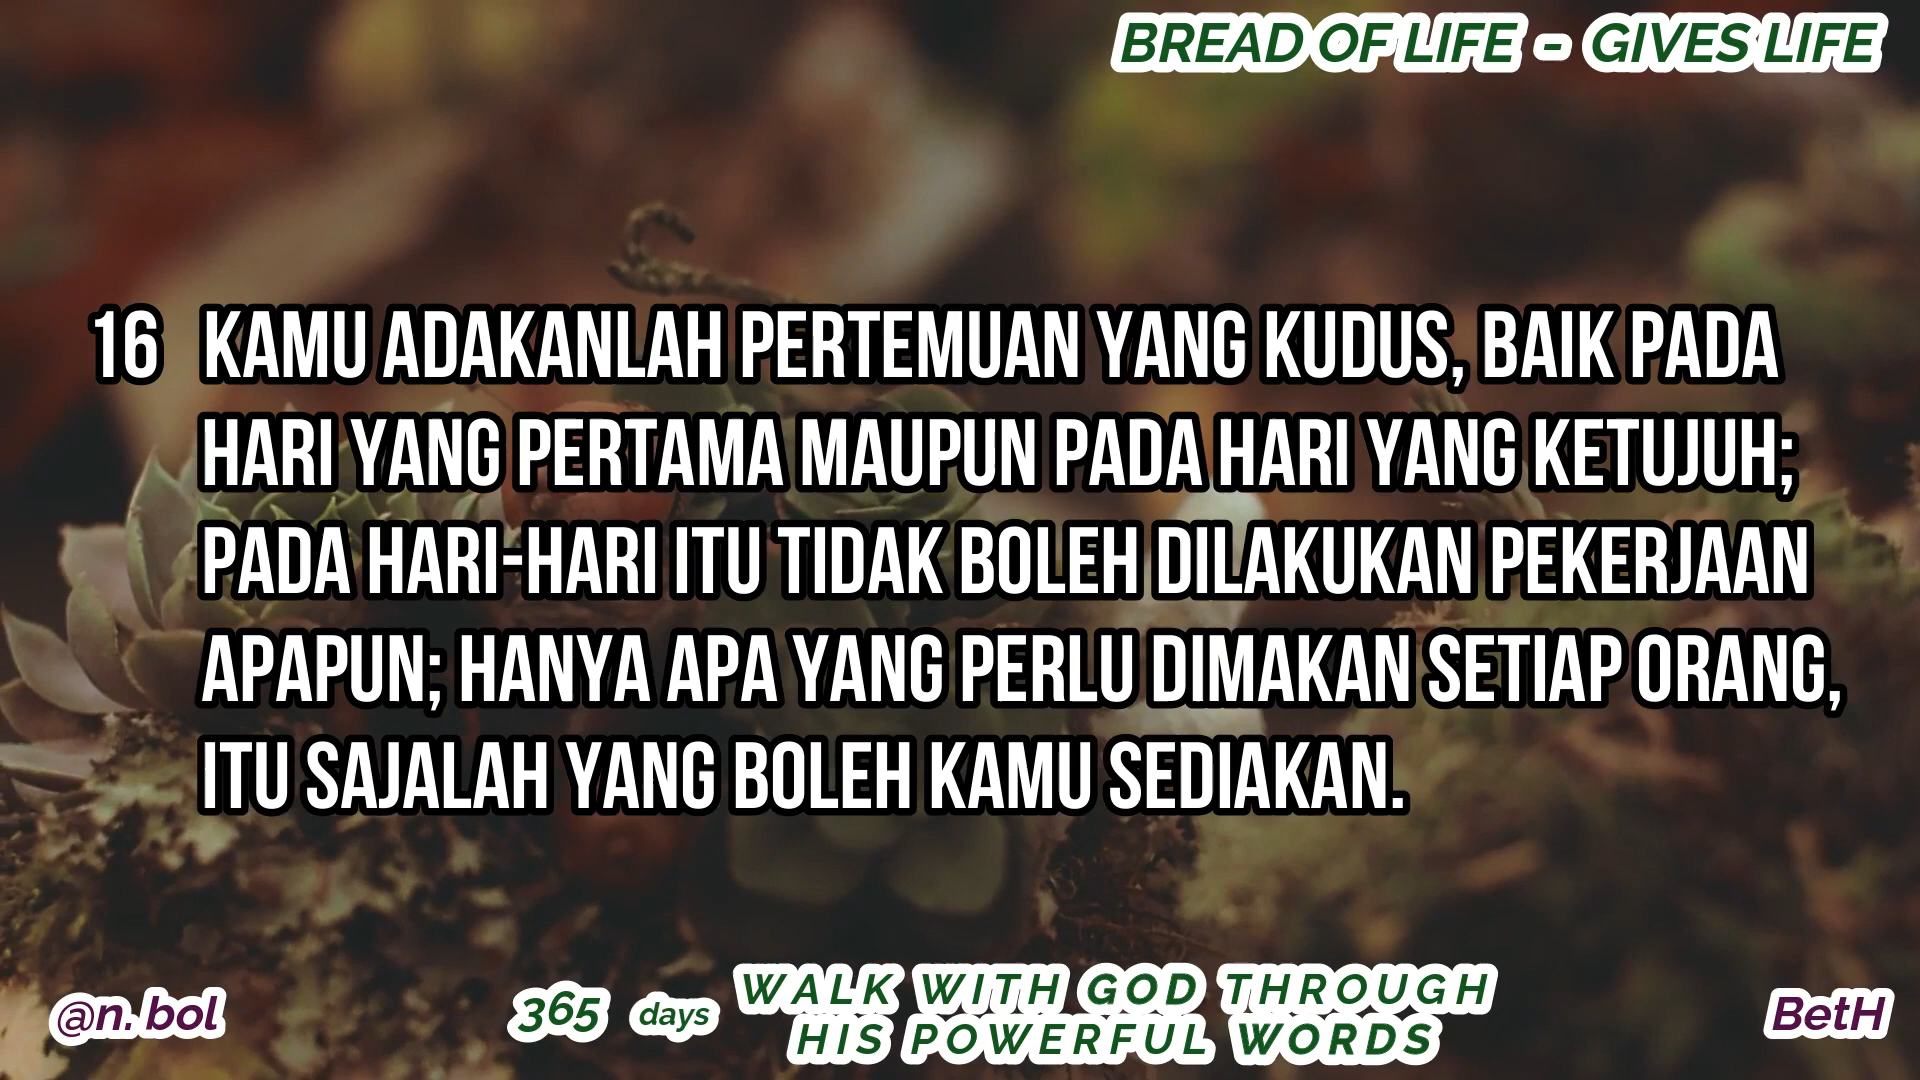 BREAD OF LIFE - GIVES LIFE
16 KAMU ADAKANLAH PERTEMUAN YANG KUDUS, BAIK PADA
HARI YANG PERTAMA MAUPUN PADA HARI YANG KETUJUH;
PADA HARI-HARI ITU TIDAK BOLEH DILAKUKAN PEKERJAAN
APAPUN; HANYA APA YANG PERLU DIMAKAN SETIAP ORANG,
ITU SAJALAH YANG BOLEH KAMU SEDIAKAN.
@n. bol
365 days
WALK WITH GOD THROUGH
HIS POWERFUL WORDS
BetH